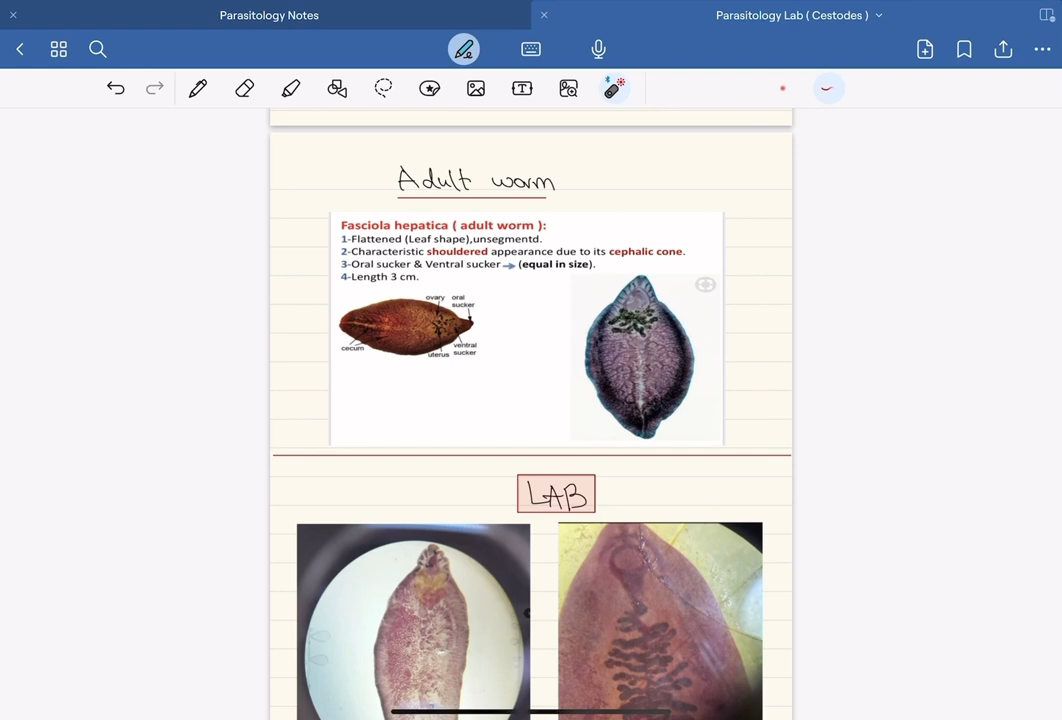 Parasitology Notes
Parasitology Lab ( Cestodes )
Adult worm
Fasciola hepatica ( adult worm ):
1-Flattened (Leaf shape),unsegmentd.
2-Characteristic shouldered appearance due to its cephalic cone.
3-Oral sucker & Ventral sucker → (equal in size).
4-Length 3 cm.
ovary
oral sucker
cecum
uterus
ventral sucker
LAB